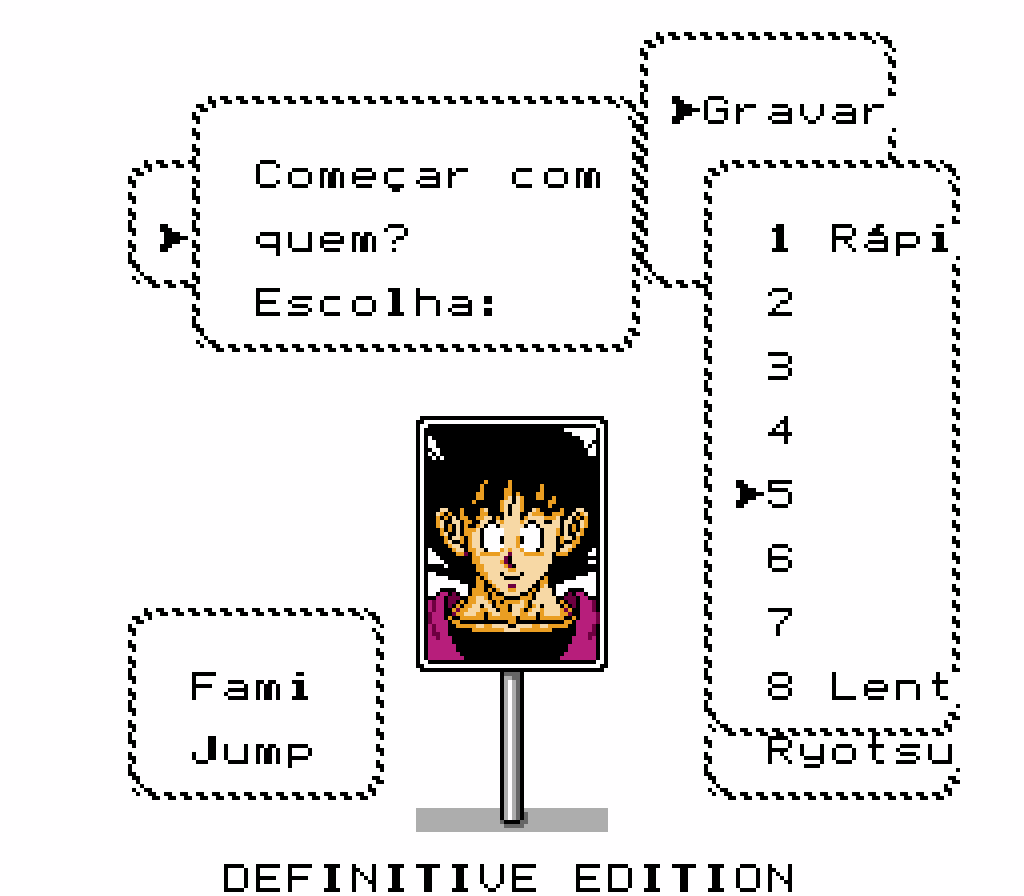 Gravar
Começar com
quem?
Escolha:
1 Rápi
2
3
4
5
6
7
8 Lent
Ryotsu
Fami
Jump
DEFINITIVE EDITION